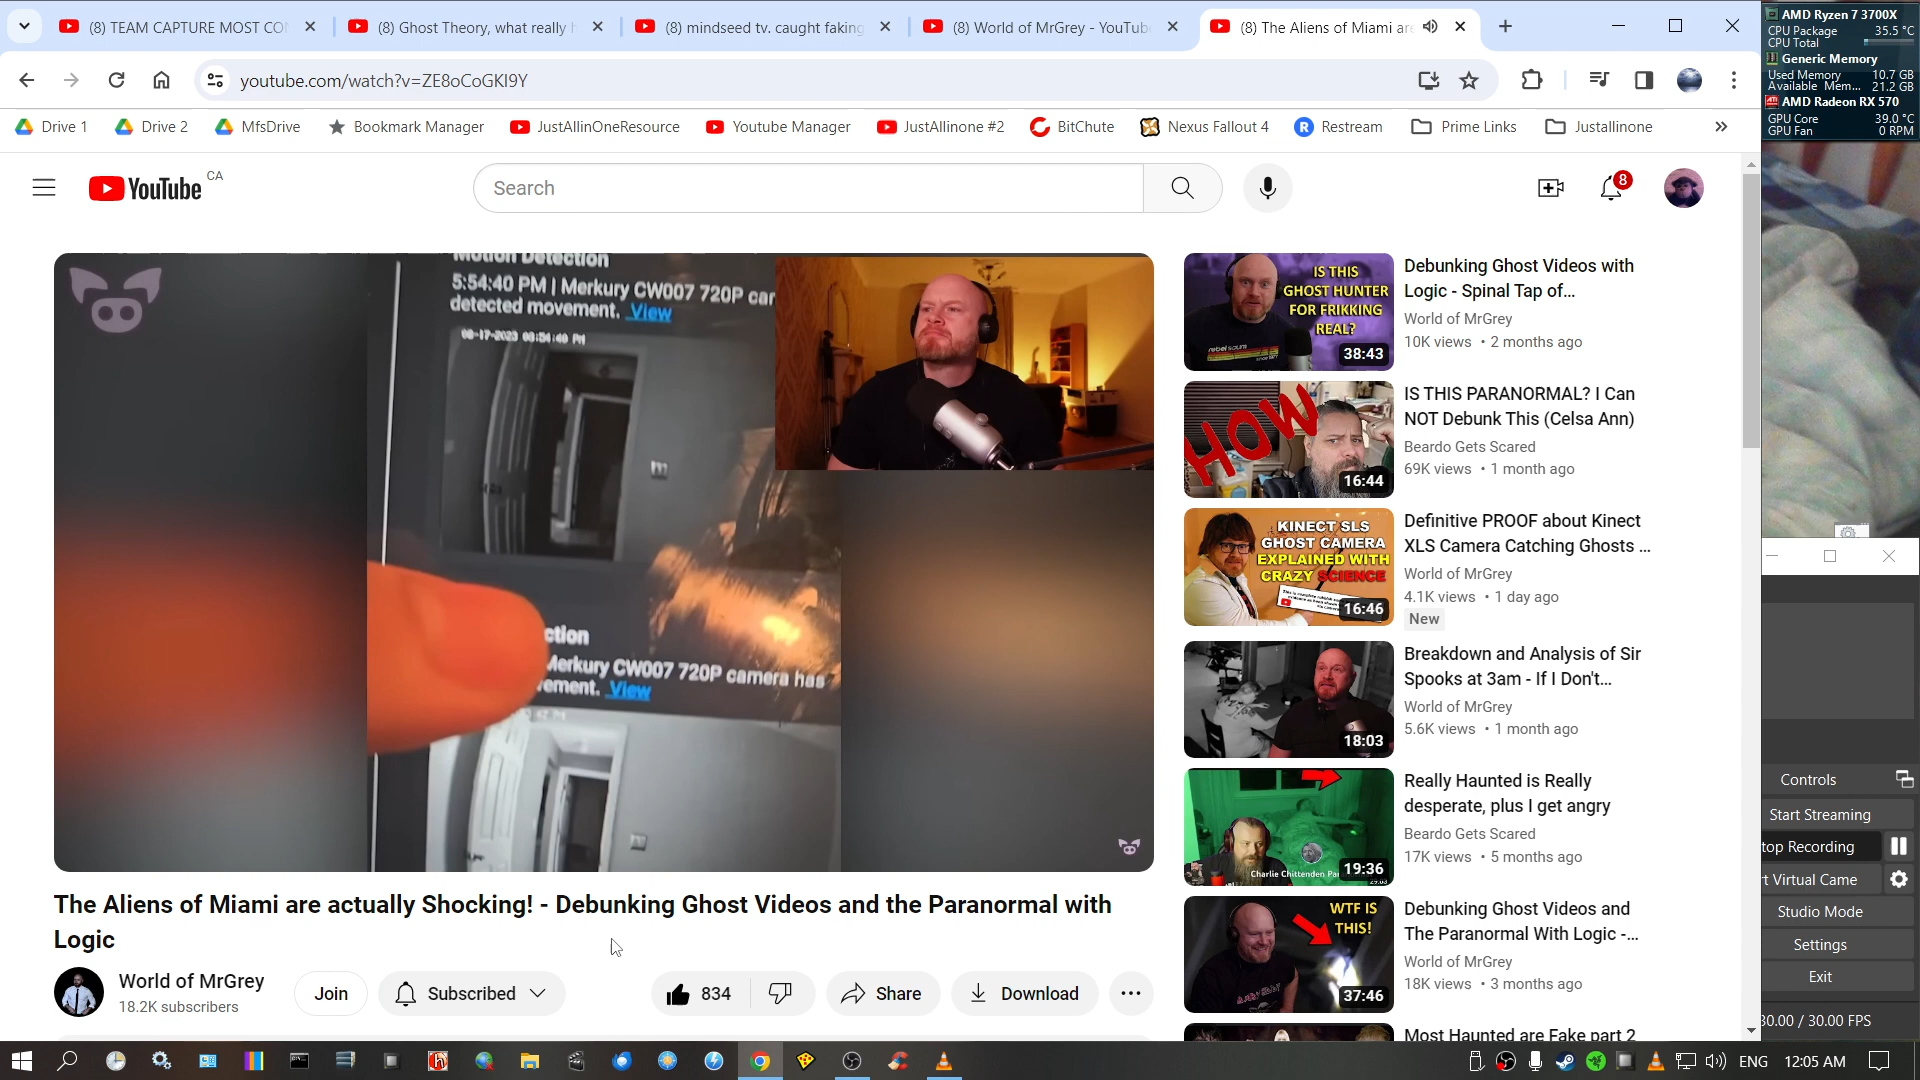 (8) TEAM CAPTURE MOST CO
(8) Ghost Theory, what really h
(8) mindseed tv. caught faking
(8) World of MrGrey - YouTube
(8) The Aliens of Miami are
youtube.com/watch?v=ZE8oCoGKI9Y
Drive 1
Drive 2
MfsDrive
Bookmark Manager
JustAllinOneResource
Youtube Manager
JustAllinone #2
BitChute
Nexus Fallout 4
Restream
Prime Links
Justallinone
YouTube CA
Search
8
Motion Detection
5:54:40 PM | Merkury CW007 720P car
detected movement. View
ction
Merkury CW007 720P camera has
ement. View
The Aliens of Miami are actually Shocking! - Debunking Ghost Videos and the Paranormal with
Logic
World of MrGrey
18.2K subscribers
Join
Subscribed
834
Share
Download
IS THIS
GHOST HUNTER
FOR FRIKKING
REAL?
38:43
Debunking Ghost Videos with
Logic - Spinal Tap of...
World of MrGrey
10K views • 2 months ago
HOW
16:44
IS THIS PARANORMAL? I Can
NOT Debunk This (Celsa Ann)
Beardo Gets Scared
69K views • 1 month ago
KINECT SLS
GHOST CAMERA
EXPLAINED WITH
CRAZY SCIENCE
16:46
Definitive PROOF about Kinect
XLS Camera Catching Ghosts ...
World of MrGrey
4.1K views • 1 day ago
New
18:03
Breakdown and Analysis of Sir
Spooks at 3am - If I Don't...
World of MrGrey
5.6K views • 1 month ago
Charlie Chittenden Pa
19:36
Really Haunted is Really
desperate, plus I get angry
Beardo Gets Scared
17K views • 5 months ago
WTF IS
THIS!
37:46
Debunking Ghost Videos and
The Paranormal With Logic -...
World of MrGrey
18K views • 3 months ago
Most Haunted are Fake part 2
AMD Ryzen 7 3700X
CPU Package 35.5 °C
CPU Total
Generic Memory
Used Memory 10.7 GB
Available Mem... 21.2 GB
AMD Radeon RX 570
GPU Core 39.0 °C
GPU Fan 0 RPM
Controls
Start Streaming
top Recording
t Virtual Came
Studio Mode
Settings
Exit
30.00 / 30.00 FPS
ENG
12:05 AM